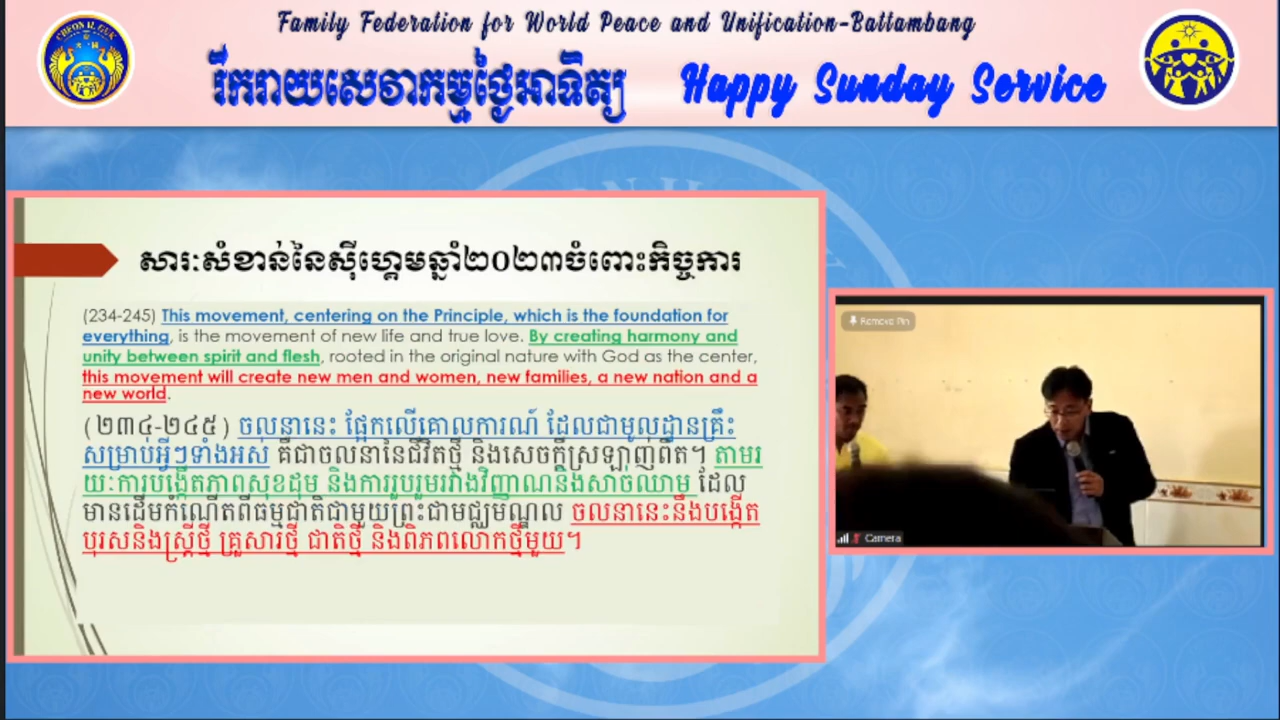 Family Federation for World Peace and Unification-Battambang
រីករាយសេវាកម្មថ្ងៃអាទិត្យ Happy Sunday Service
CHEON IL GUK
សារៈសំខាន់នៃស៊ីហ្គេមឆ្នាំ២០២៣ចំពោះកិច្ចការ
(234-245) This movement, centering on the Principle, which is the foundation for
everything, is the movement of new life and true love. By creating harmony and
unity between spirit and flesh, rooted in the original nature with God as the center,
this movement will create new men and women, new families, a new nation and a
new world.
(២៣៤-២៤៥) ចលនានេះ ផ្អែកលើគោលការណ៍ ដែលជាមូលដ្ឋានគ្រឹះ
សម្រាប់អ្វីៗទាំងអស់ គឺជាចលនានៃជីវិតថ្មី និងសេចក្តីស្រឡាញ់ពិត។ តាមរ
យៈការបង្កើតភាពសុខដុម និងការរួបរួមរវាងវិញ្ញាណនិងសាច់ឈាម ដែល
មានដើមកំណើតពីធម្មជាតិជាមួយព្រះជាមជ្ឈមណ្ឌល ចលនានេះនឹងបង្កើត
បុរសនិងស្ត្រីថ្មី គ្រួសារថ្មី ជាតិថ្មី និងពិភពលោកថ្មីមួយ។
Remove Pin
Camera